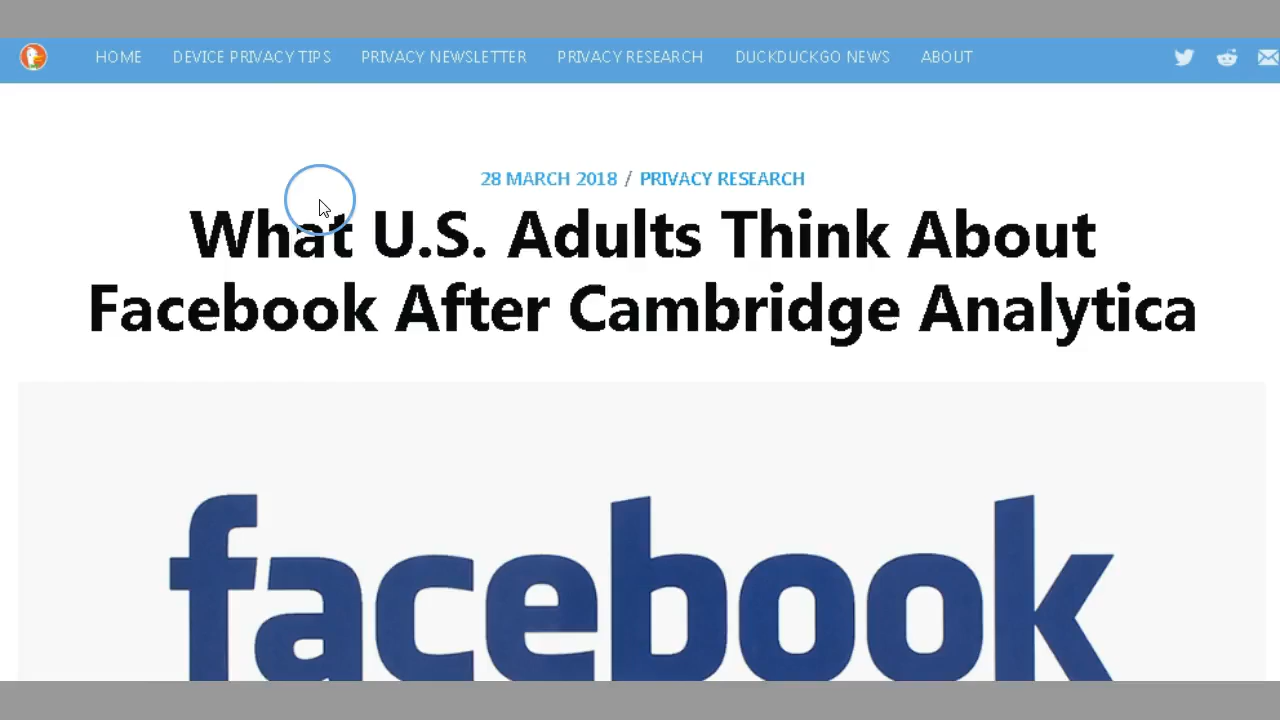 HOME DEVICE PRIVACY TIPS PRIVACY NEWSLETTER PRIVACY RESEARCH DUCKDUCKGO NEWS ABOUT
28 MARCH 2018 / PRIVACY RESEARCH
What U.S. Adults Think About
Facebook After Cambridge Analytica
facebook